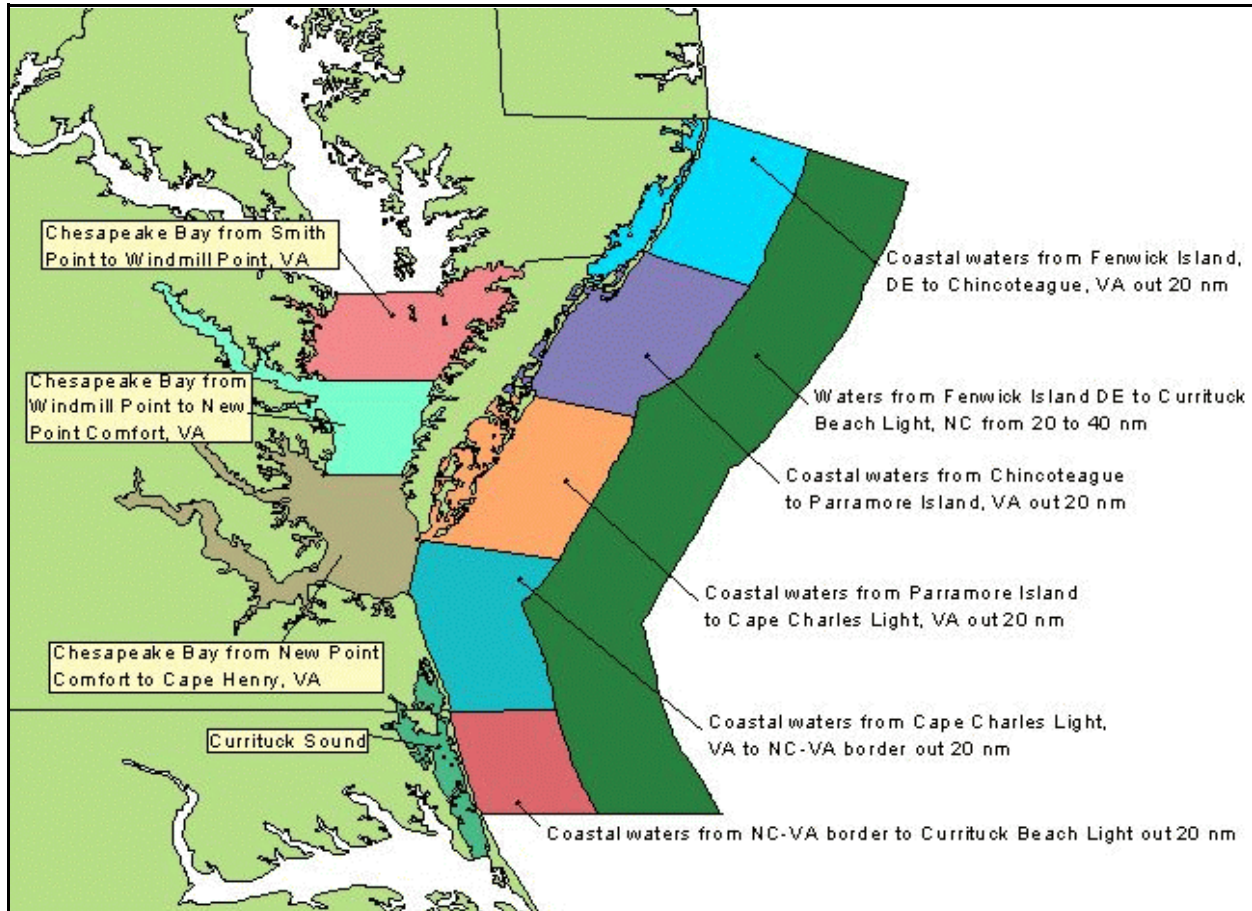 Chesapeake Bay from Smith
Point to Windmill Point, VA
Chesapeake Bay from
Windmill Point to New
Point Comfort, VA
Chesapeake Bay from New Point
Comfort to Cape Henry, VA
Currituck Sound
Coastal waters from Fenwick Island,
DE to Chincoteague, VA out 20 nm
Waters from Fenwick Island DE to Currituck
Beach Light, NC from 20 to 40 nm
Coastal waters from Chincoteague
to Parramore Island, VA out 20 nm
Coastal waters from Parramore Island
to Cape Charles Light, VA out 20 nm
Coastal waters from Cape Charles Light,
VA to NC-VA border out 20 nm
Coastal waters from NC-VA border to Currituck Beach Light out 20 nm